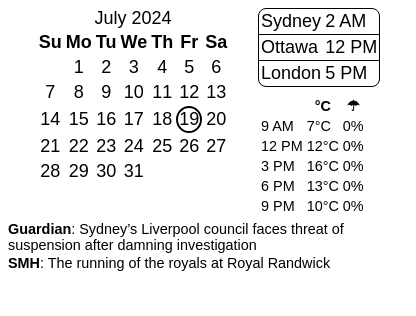 July 2024
Su Mo Tu We Th Fr Sa
1 2 3 4 5 6
7 8 9 10 11 12 13
14 15 16 17 18 19 20
21 22 23 24 25 26 27
28 29 30 31
Sydney 2 AM
Ottawa 12 PM
London 5 PM
°C ☂
9 AM 7°C 0%
12 PM 12°C 0%
3 PM 16°C 0%
6 PM 13°C 0%
9 PM 10°C 0%
Guardian: Sydney’s Liverpool council faces threat of
suspension after damning investigation
SMH: The running of the royals at Royal Randwick